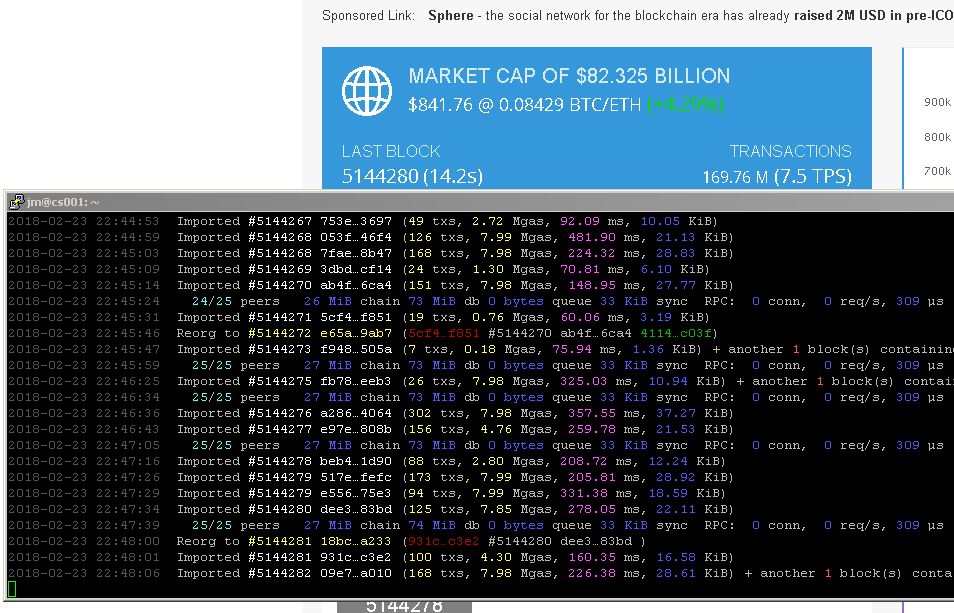 Sponsored Link: Sphere - the social network for the blockchain era has already raised 2M USD in pre-ICO
MARKET CAP OF $82.325 BILLION
$841.76 @ 0.08429 BTC/ETH (+4.29%)
900k
800k
700k
LAST BLOCK
TRANSACTIONS
5144280 (14.2s)
169.76 M (7.5 TPS)
jm@cs001: ~
2018-02-23 22:44:53 Imported #5144267 753e…3697 (49 txs, 2.72 Mgas, 92.09 ms, 10.05 KiB)
2018-02-23 22:44:59 Imported #5144268 053f…46f4 (126 txs, 7.99 Mgas, 481.90 ms, 21.13 KiB)
2018-02-23 22:45:03 Imported #5144268 7fae…8b47 (168 txs, 7.98 Mgas, 224.32 ms, 28.83 KiB)
2018-02-23 22:45:09 Imported #5144269 3dbd…cf14 (24 txs, 1.30 Mgas, 70.81 ms, 6.10 KiB)
2018-02-23 22:45:14 Imported #5144270 ab4f…6ca4 (151 txs, 7.98 Mgas, 148.95 ms, 27.77 KiB)
2018-02-23 22:45:24 24/25 peers 26 MiB chain 73 MiB db 0 bytes queue 33 KiB sync RPC: 0 conn, 0 req/s, 309 µs
2018-02-23 22:45:31 Imported #5144271 5cf4…f851 (19 txs, 0.76 Mgas, 60.06 ms, 3.19 KiB)
2018-02-23 22:45:46 Reorg to #5144272 e65a…9ab7 (5cf4…f851 #5144270 ab4f…6ca4 4114…c03f)
2018-02-23 22:45:47 Imported #5144273 f948…505a (7 txs, 0.18 Mgas, 75.94 ms, 1.36 KiB) + another 1 block(s) containin
2018-02-23 22:45:59 25/25 peers 27 MiB chain 73 MiB db 0 bytes queue 33 KiB sync RPC: 0 conn, 0 req/s, 309 µs
2018-02-23 22:46:25 Imported #5144275 fb78…eeb3 (26 txs, 7.98 Mgas, 325.03 ms, 10.94 KiB) + another 1 block(s) contai
2018-02-23 22:46:34 25/25 peers 27 MiB chain 73 MiB db 0 bytes queue 33 KiB sync RPC: 0 conn, 0 req/s, 309 µs
2018-02-23 22:46:36 Imported #5144276 a286…4064 (302 txs, 7.98 Mgas, 357.55 ms, 37.27 KiB)
2018-02-23 22:46:43 Imported #5144277 e97e…808b (156 txs, 4.76 Mgas, 259.78 ms, 21.53 KiB)
2018-02-23 22:47:05 25/25 peers 27 MiB chain 73 MiB db 0 bytes queue 33 KiB sync RPC: 0 conn, 0 req/s, 309 µs
2018-02-23 22:47:16 Imported #5144278 beb4…1d90 (88 txs, 2.80 Mgas, 208.72 ms, 12.24 KiB)
2018-02-23 22:47:26 Imported #5144279 517e…fefc (173 txs, 7.99 Mgas, 205.81 ms, 28.92 KiB)
2018-02-23 22:47:29 Imported #5144279 e556…75e3 (94 txs, 7.99 Mgas, 331.38 ms, 18.59 KiB)
2018-02-23 22:47:34 Imported #5144280 dee3…83bd (125 txs, 7.85 Mgas, 278.05 ms, 22.11 KiB)
2018-02-23 22:47:39 25/25 peers 27 MiB chain 74 MiB db 0 bytes queue 33 KiB sync RPC: 0 conn, 0 req/s, 309 µs
2018-02-23 22:48:00 Reorg to #5144281 18bc…a233 (931c…c3e2 #5144280 dee3…83bd )
2018-02-23 22:48:01 Imported #5144281 931c…c3e2 (100 txs, 4.30 Mgas, 160.35 ms, 16.58 KiB)
2018-02-23 22:48:06 Imported #5144282 09e7…a010 (168 txs, 7.98 Mgas, 226.38 ms, 28.61 KiB) + another 1 block(s) conta
5144278